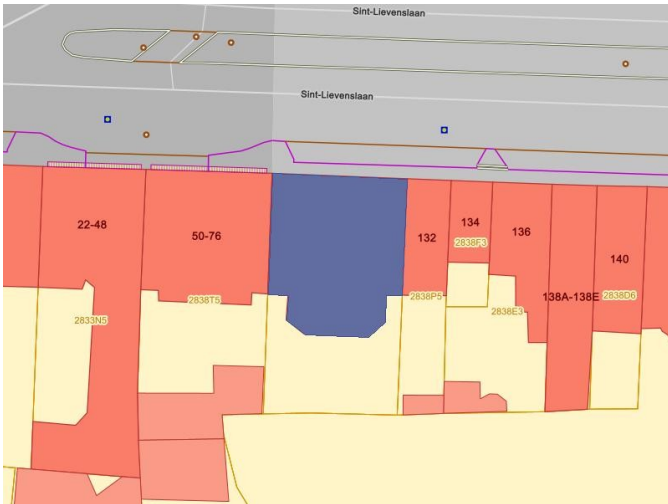 Sint-Lievenslaan
Sint-Lievenslaan
22-48
50-76
132
134
2838F3
136
140
138A-138E
2838D6
2838P5
2838T5
2838E3
2833N5